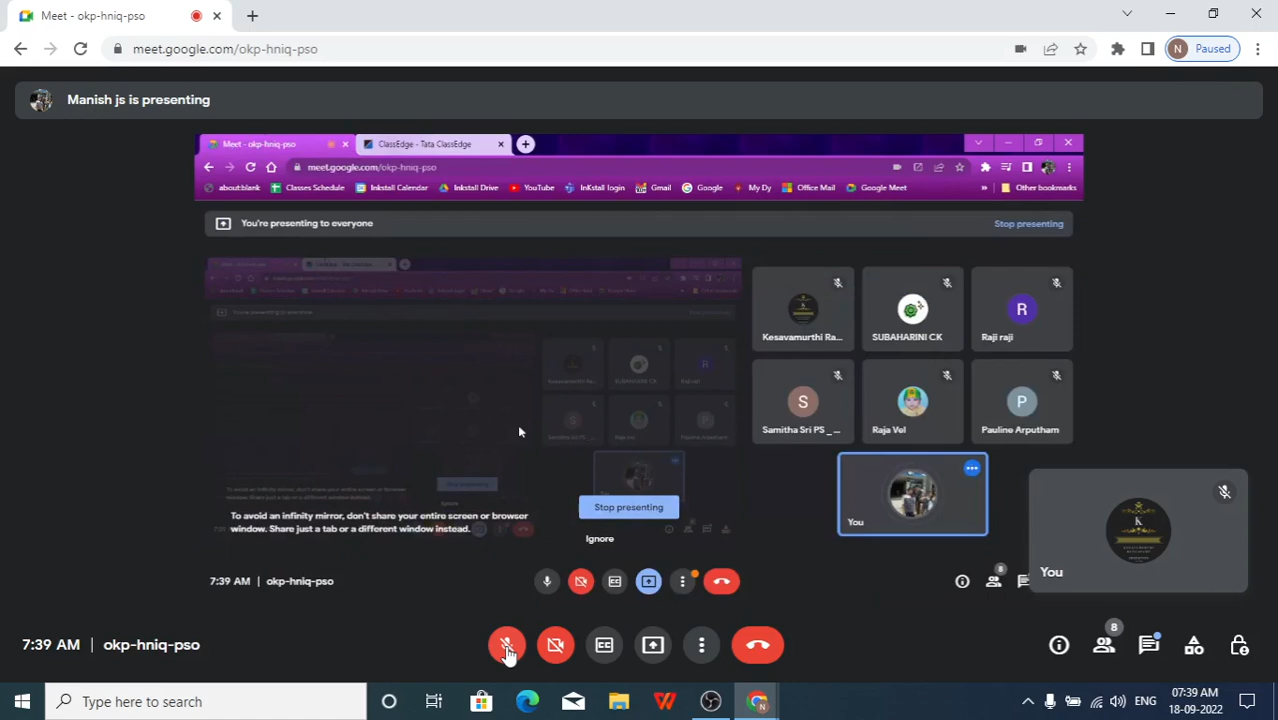 Meet - okp-hniq-pso
meet.google.com/okp-hniq-pso
N Paused
Manish js is presenting
Meet - okp-hniq-pso
ClassEdge - Tata ClassEdge
meet.google.com/okp-hniq-pso
about:blank Classes Schedule Inkstall Calendar Inkstall Drive YouTube InKstall login Gmail Google My Dy Office Mail Google Meet » Other bookmarks
You're presenting to everyone
Stop presenting
Kesavamurthi Ra...
SUBAHARINI CK
R
Raji raji
S
Samitha Sri PS _ ...
Raja Vel
P
Pauline Arputham
To avoid an infinity mirror, don't share your entire screen or browser
window. Share just a tab or a different window instead.
Stop presenting
Ignore
You
K
You
7:39 AM | okp-hniq-pso
8
7:39 AM | okp-hniq-pso
8
Type here to search
ENG
07:39 AM
18-09-2022